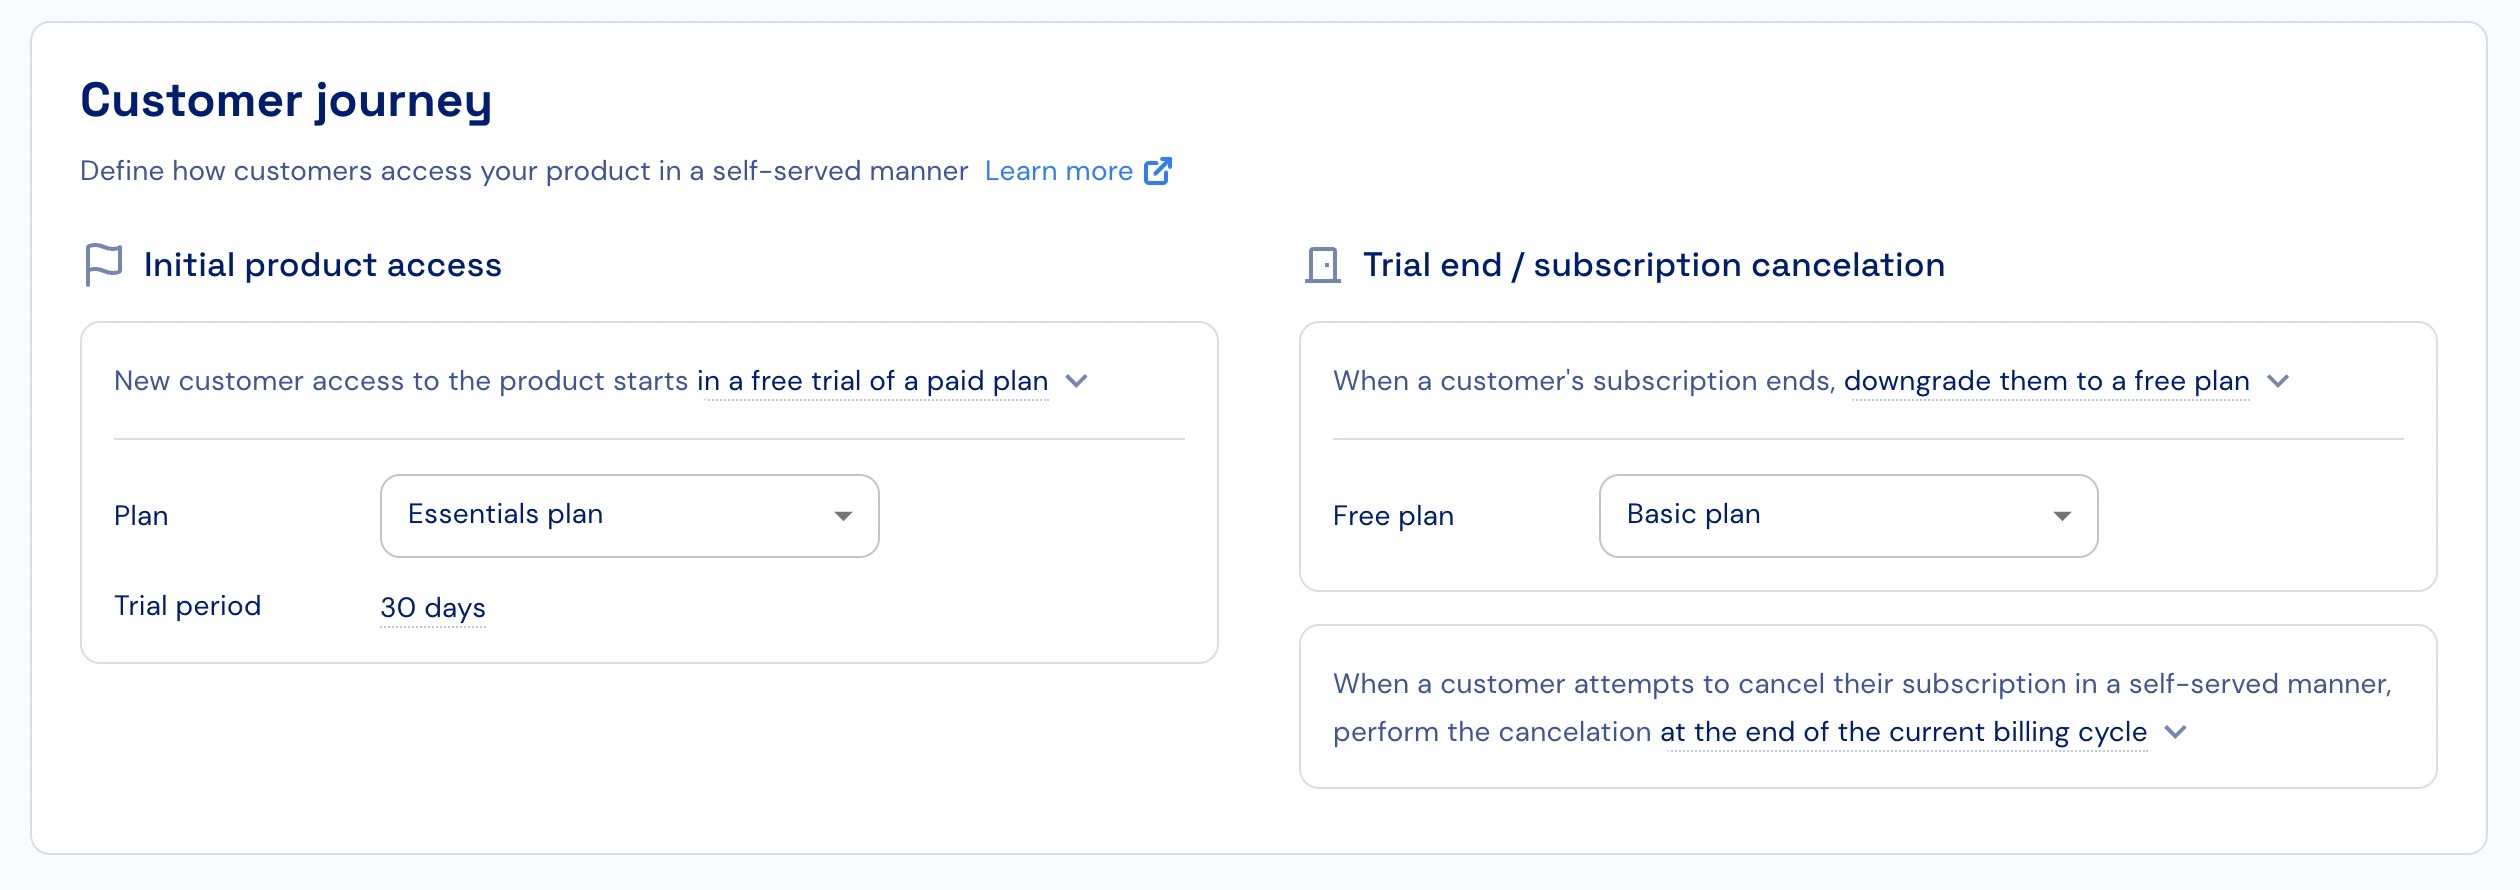 Customer journey
Define how customers access your product in a self-served manner Learn more
Initial product access
New customer access to the product starts in a free trial of a paid plan
Plan Essentials plan
Trial period 30 days
Trial end / subscription cancelation
When a customer's subscription ends, downgrade them to a free plan
Free plan Basic plan
When a customer attempts to cancel their subscription in a self-served manner,
perform the cancelation at the end of the current billing cycle